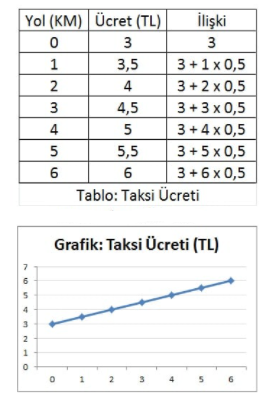 Yol (KM) Ücret (TL) İlişki
0 3 3
1 3,5 3 + 1 x 0,5
2 4 3 + 2 x 0,5
3 4,5 3 + 3 x 0,5
4 5 3 + 4 x 0,5
5 5,5 3 + 5 x 0,5
6 6 3 + 6 x 0,5
Tablo: Taksi Ücreti
Grafik: Taksi Ücreti (TL)
7
6
5
4
3
2
1
0
0 1 2 3 4 5 6